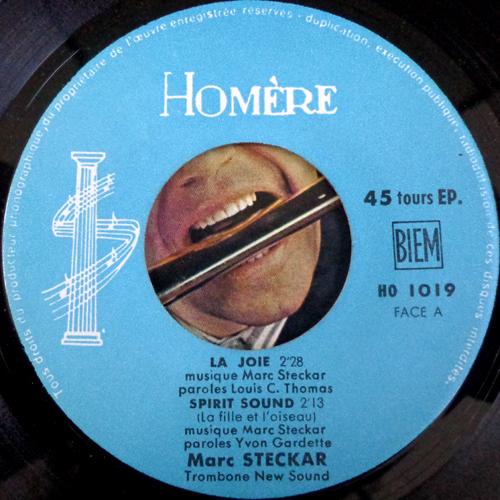 Tous droits du producteur phonographique, du propriétaire de l'œuvre enregistrée réservés - duplication, exécution publique, radiodiffusion de ces disques interdites.
HOMÈRE
45 tours EP.
BIEM
HO 1019
FACE A
LA JOIE 2'28
musique Marc Steckar
paroles Louis C. Thomas
SPIRIT SOUND 2'13
(La fille et l'oiseau)
musique Marc Steckar
paroles Yvon Gardette
Marc STECKAR
Trombone New Sound